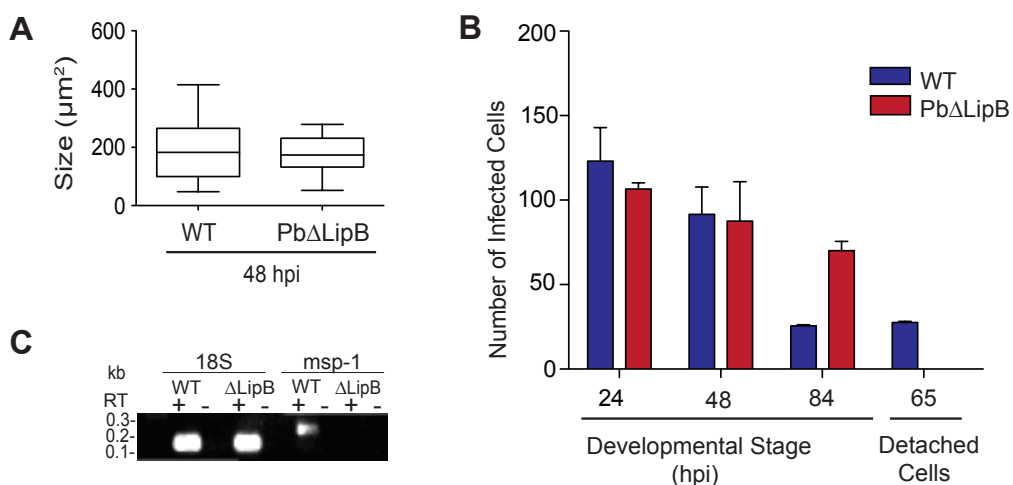 A
600
400
200
0
Size (µm²)
WT PbΔLipB
48 hpi
B
200
150
100
50
0
Number of Infected Cells
WT
PbΔLipB
24 48 84 65
Developmental Stage
(hpi)
Detached
Cells
C
18S msp-1
kb WT ΔLipB WT ΔLipB
RT + - + - + - + -
0.3-
0.2-
0.1-